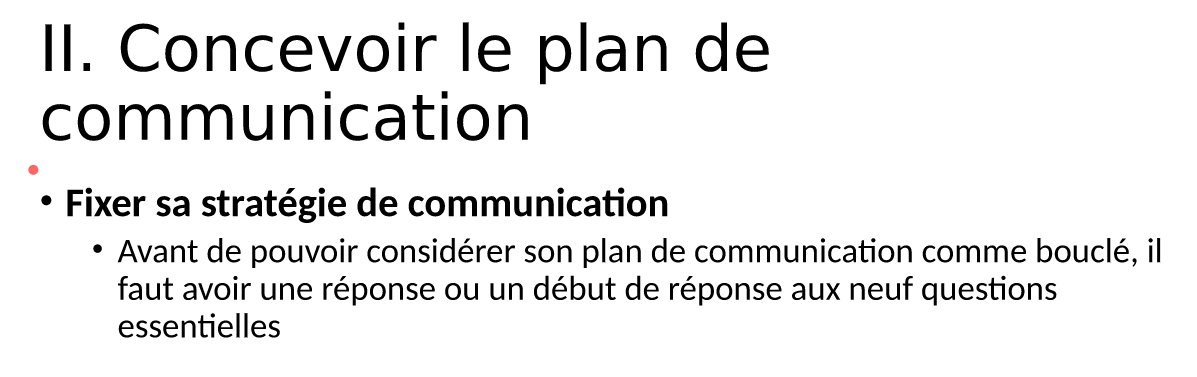 II. Concevoir le plan de
communication
• Fixer sa stratégie de communication
• Avant de pouvoir considérer son plan de communication comme bouclé, il
faut avoir une réponse ou un début de réponse aux neuf questions
essentielles